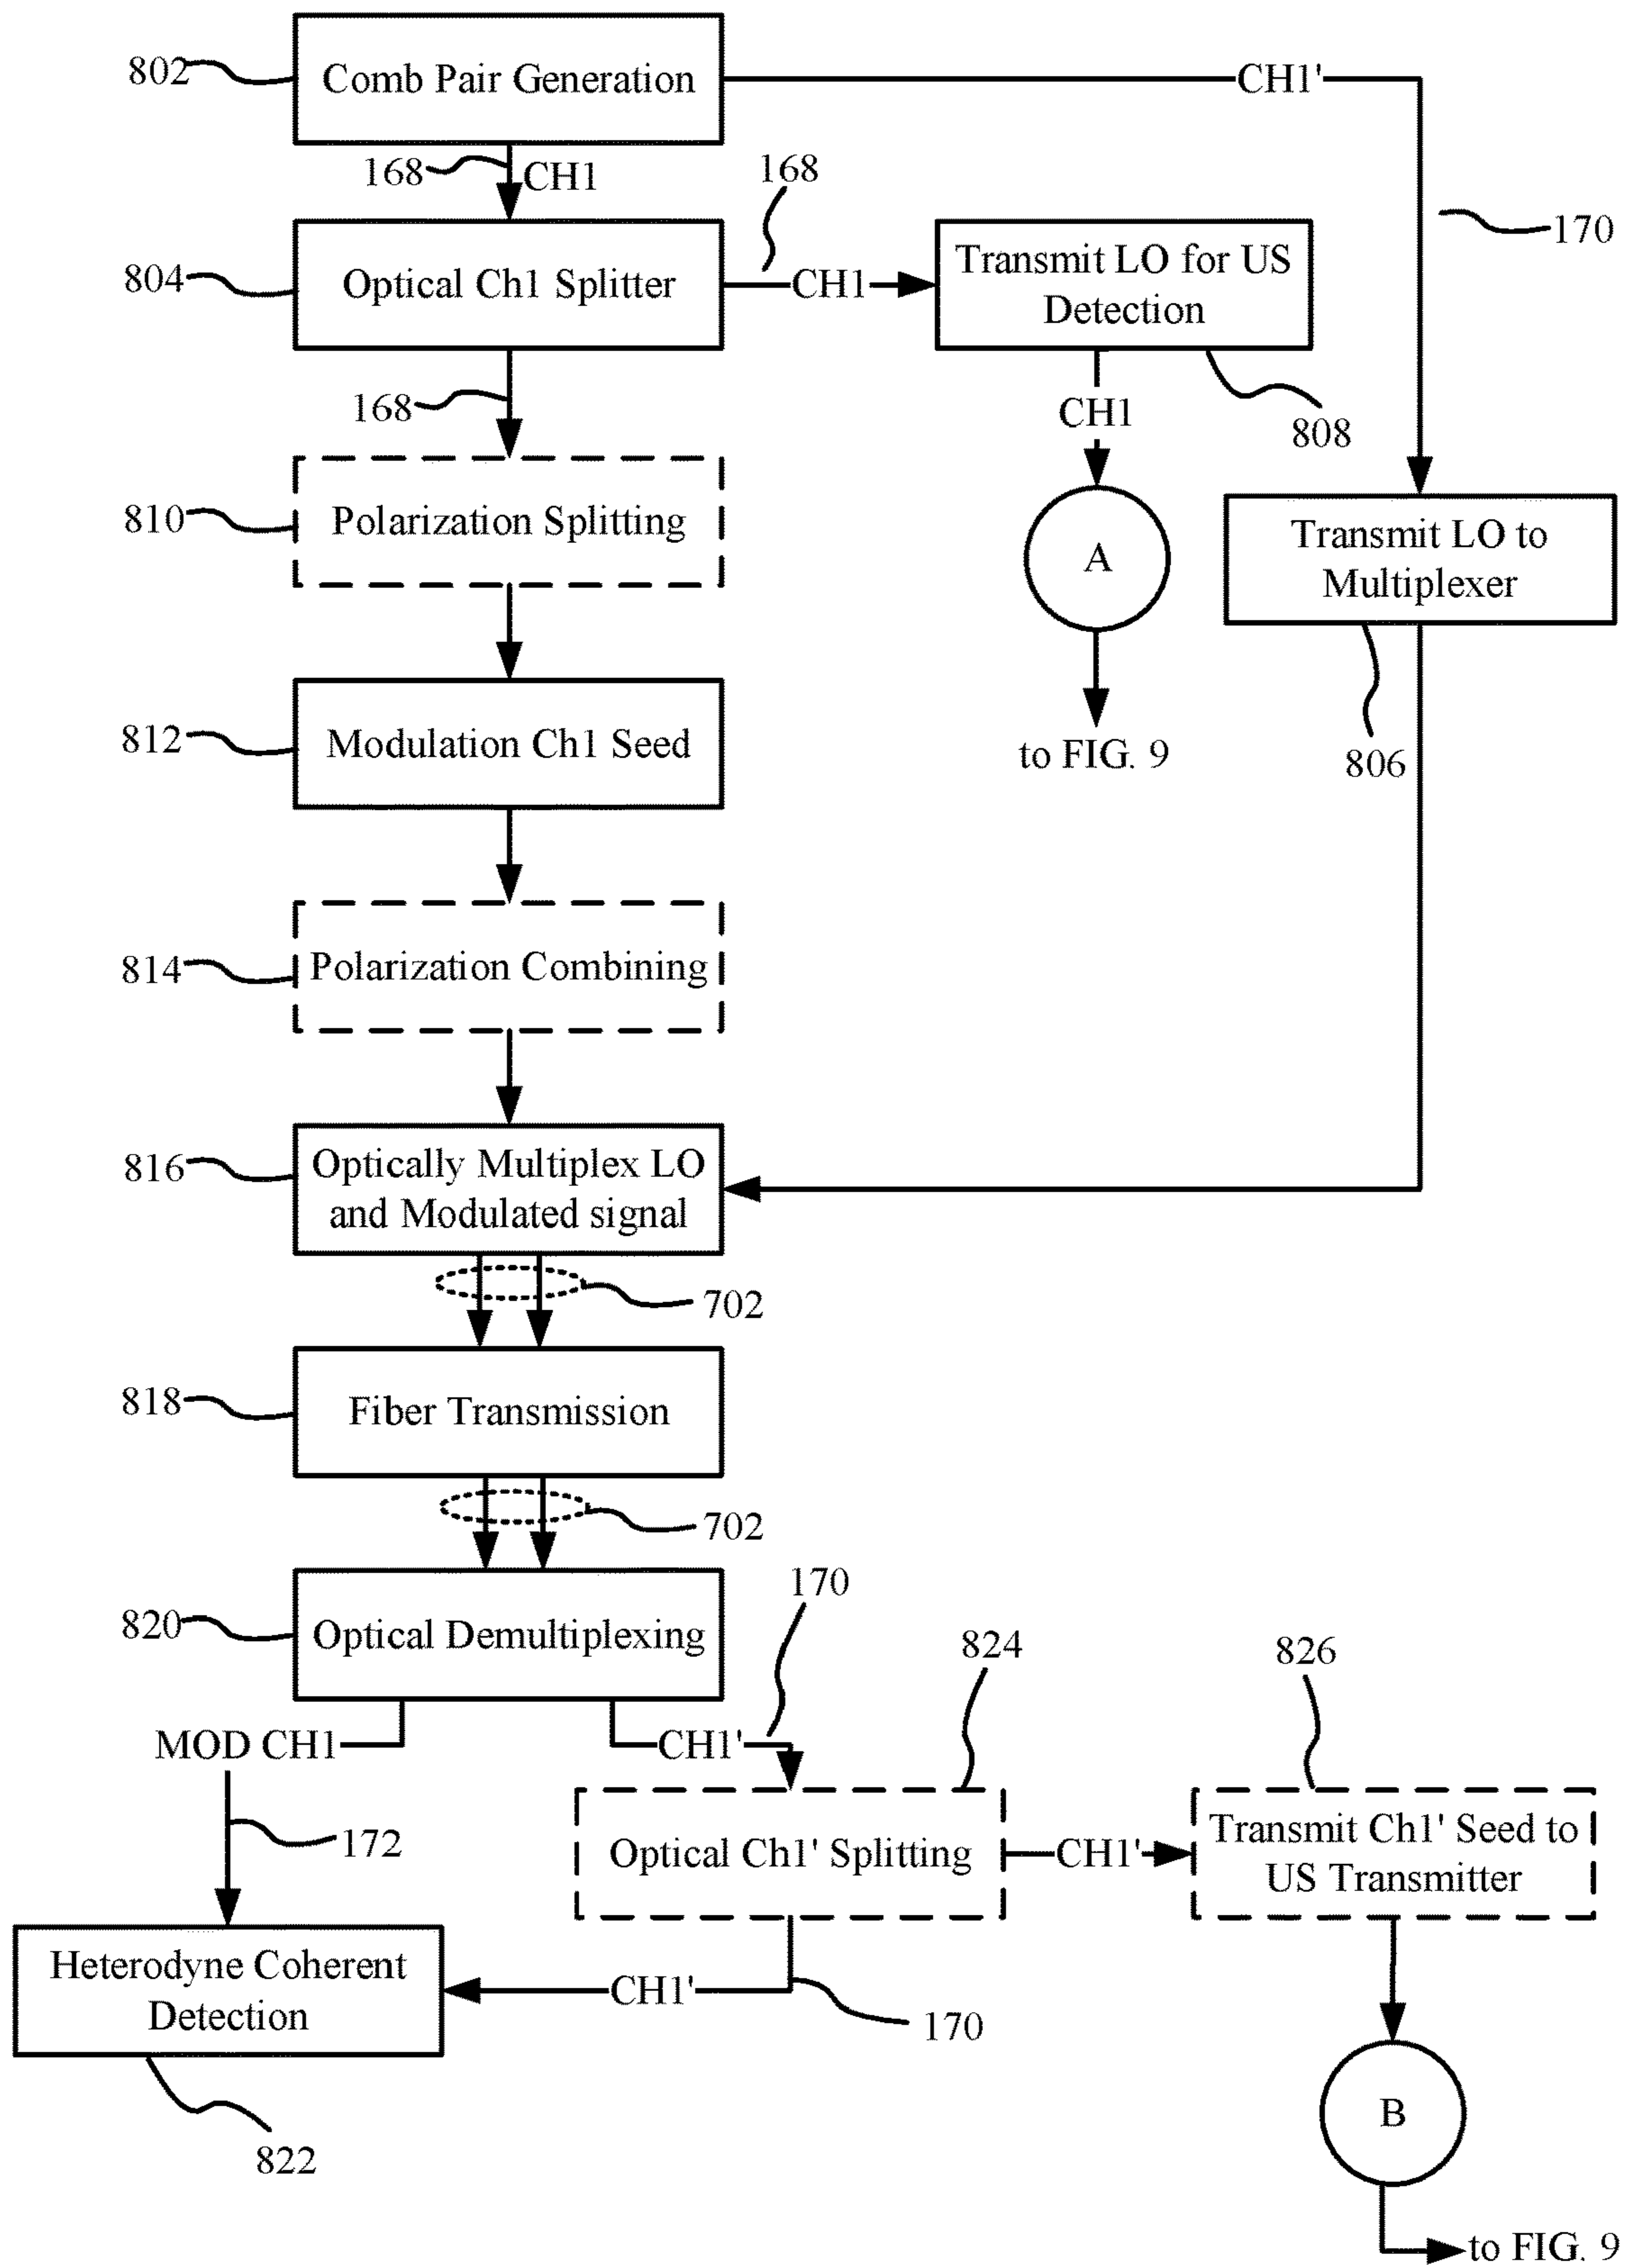 802
Comb Pair Generation
CH1'
168
CH1
168
170
804
Optical Ch1 Splitter
CH1
Transmit LO for US
Detection
168
CH1
808
810
Polarization Splitting
A
Transmit LO to
Multiplexer
812
Modulation Ch1 Seed
to FIG. 9
806
814
Polarization Combining
816
Optically Multiplex LO
and Modulated signal
702
818
Fiber Transmission
702
820
Optical Demultiplexing
170
824
826
MOD CH1
CH1'
172
Optical Ch1' Splitting
CH1'
Transmit Ch1' Seed to
US Transmitter
Heterodyne Coherent
Detection
CH1'
170
822
B
to FIG. 9